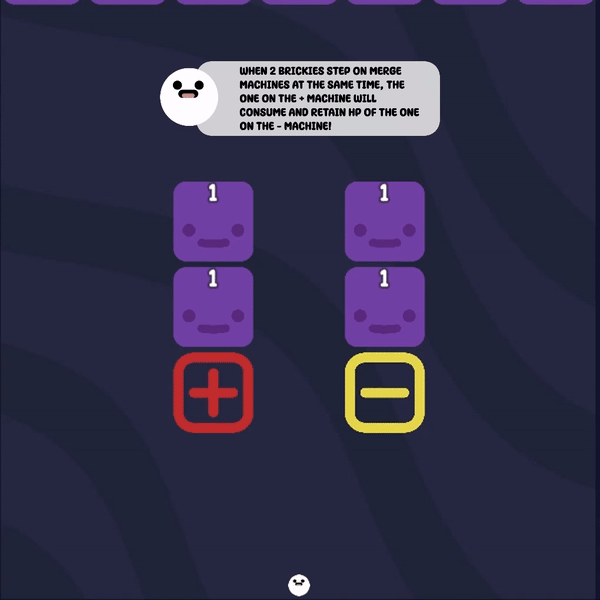 WHEN 2 BRICKIES STEP ON MERGE
MACHINES AT THE SAME TIME, THE
ONE ON THE + MACHINE WILL
CONSUME AND RETAIN HP OF THE ONE
ON THE - MACHINE!
1 1
1 1
+ -